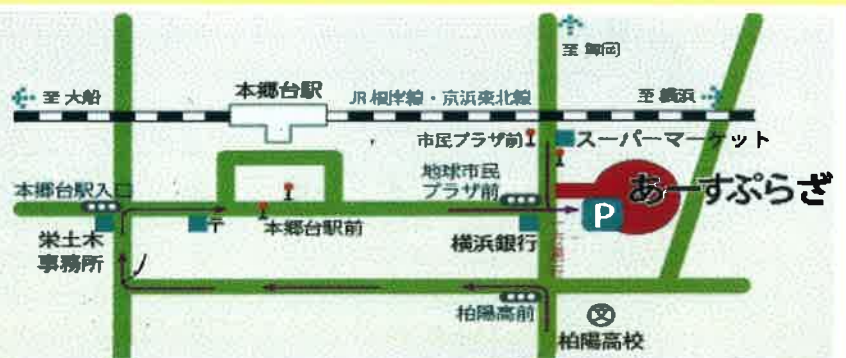 至 舞岡
至 大船
本郷台駅
JR 根岸線・京浜東北線
至 横浜
市民プラザ前
スーパーマーケット
地球市民
プラザ前
あーすぷらざ
本郷台駅入口
P
〒
本郷台駅前
横浜銀行
栄土木
事務所
柏陽高前
文
柏陽高校